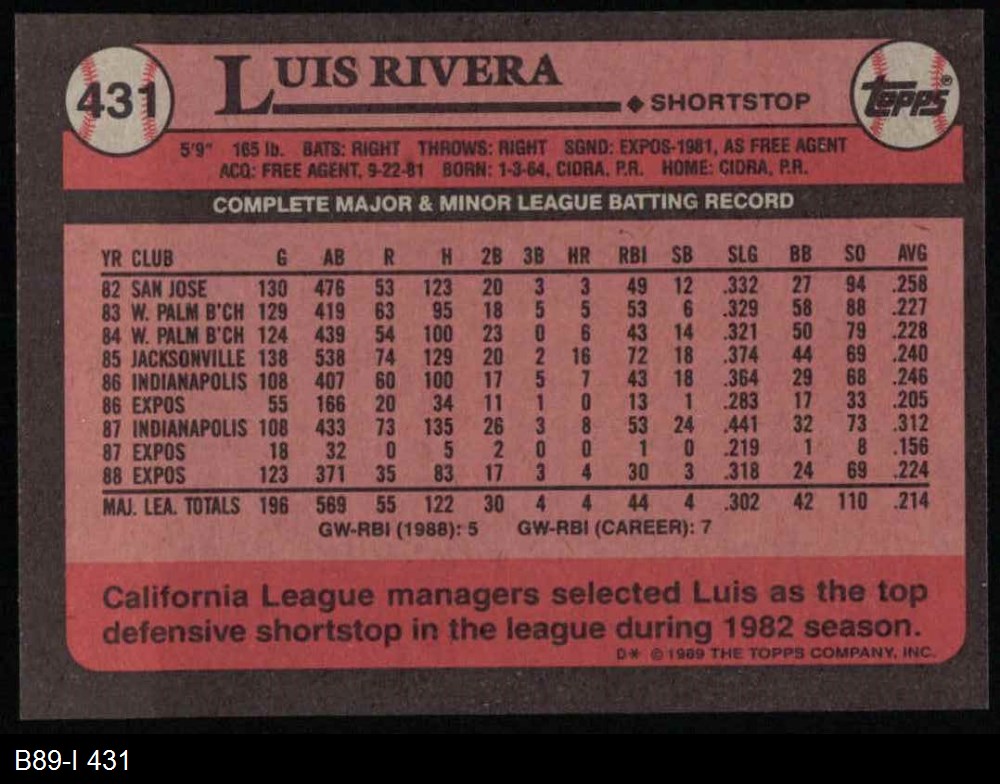 431 LUIS RIVERA
◆ SHORTSTOP
Topps®
5'9" 165 lb. BATS: RIGHT THROWS: RIGHT SGND: EXPOS-1981, AS FREE AGENT
ACQ: FREE AGENT, 9-22-81 BORN: 1-3-64, CIDRA, P.R. HOME: CIDRA, P.R.
COMPLETE MAJOR & MINOR LEAGUE BATTING RECORD
YR CLUB G AB R H 2B 3B HR RBI SB SLG BB SO AVG
82 SAN JOSE 130 476 53 123 20 3 3 49 12 .332 27 94 .258
83 W. PALM B'CH 129 419 63 95 18 5 5 53 6 .329 58 88 .227
84 W. PALM B'CH 124 439 54 100 23 0 6 43 14 .321 50 79 .228
85 JACKSONVILLE 138 538 74 129 20 2 16 72 18 .374 44 69 .240
86 INDIANAPOLIS 108 407 60 100 17 5 7 43 18 .364 29 68 .246
86 EXPOS 55 166 20 34 11 1 0 13 1 .283 17 33 .205
87 INDIANAPOLIS 108 433 73 135 26 3 8 53 24 .441 32 73 .312
87 EXPOS 18 32 0 5 2 0 0 1 0 .219 1 8 .156
88 EXPOS 123 371 35 83 17 3 4 30 3 .318 24 69 .224
MAJ. LEA. TOTALS 196 569 55 122 30 4 4 44 4 .302 42 110 .214
GW-RBI (1988): 5 GW-RBI (CAREER): 7
California League managers selected Luis as the top
defensive shortstop in the league during 1982 season.
D* © 1989 THE TOPPS COMPANY, INC.
B89-I 431